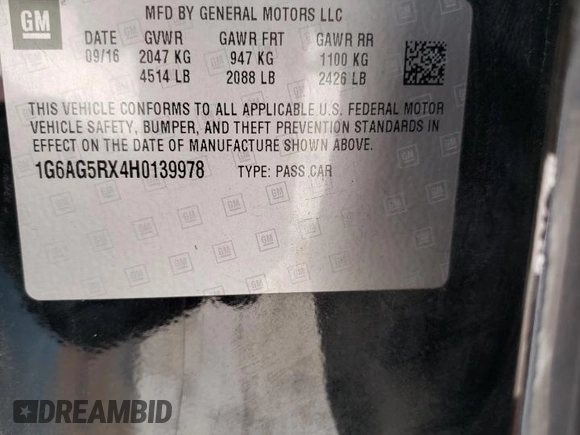 GM
MFD BY GENERAL MOTORS LLC
DATE GVWR GAWR FRT GAWR RR
09/16 2047 KG 947 KG 1100 KG
4514 LB 2088 LB 2426 LB
THIS VEHICLE CONFORMS TO ALL APPLICABLE U.S. FEDERAL MOTOR
VEHICLE SAFETY, BUMPER, AND THEFT PREVENTION STANDARDS IN
EFFECT ON THE DATE OF MANUFACTURE SHOWN ABOVE.
1G6AG5RX4H0139978 TYPE: PASS CAR
DREAMBID